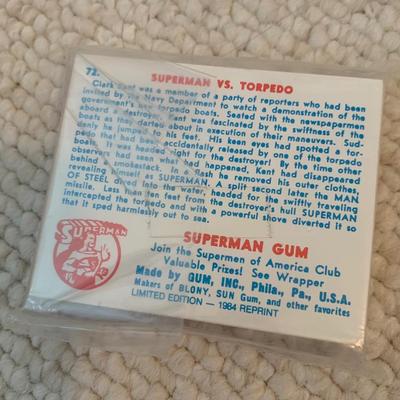 72.
SUPERMAN VS. TORPEDO
Clark Kent was a member of a party of reporters who had been
invited by the Navy Department to watch a demonstration of the
government's new torpedo boats. Seated with the newspapermen
aboard a destroyer, Kent was fascinated by the swiftness of the
boats as they darted about in execution of their maneuvers. Sud-
denly he jumped to his feet. His keen eyes had spotted a tor-
pedo that had been accidentally released by one of the torpedo
boats. It was headed right for the destroyer! By the time other
observers had seen what had happened, Kent had disappeared
behind a smokestack. In a flash he moved his outer clothes,
revealing himself as SUPERMAN. A split second later the MAN
OF STEEL dived into the water, headed for the swiftly traveling
missile. Less than ten feet from the destroyer's hull SUPERMAN
intercepted the torpedo and with a powerful shove diverted it so
that it sped harmlessly out to sea.
SUPERMAN
SUPERMAN GUM
Join the Supermen of America Club
Valuable Prizes! See Wrapper
Made by GUM, INC., Phila., Pa., U.S.A.
Makers of BLONY, SUN Gum, and other favorites
LIMITED EDITION — 1984 REPRINT